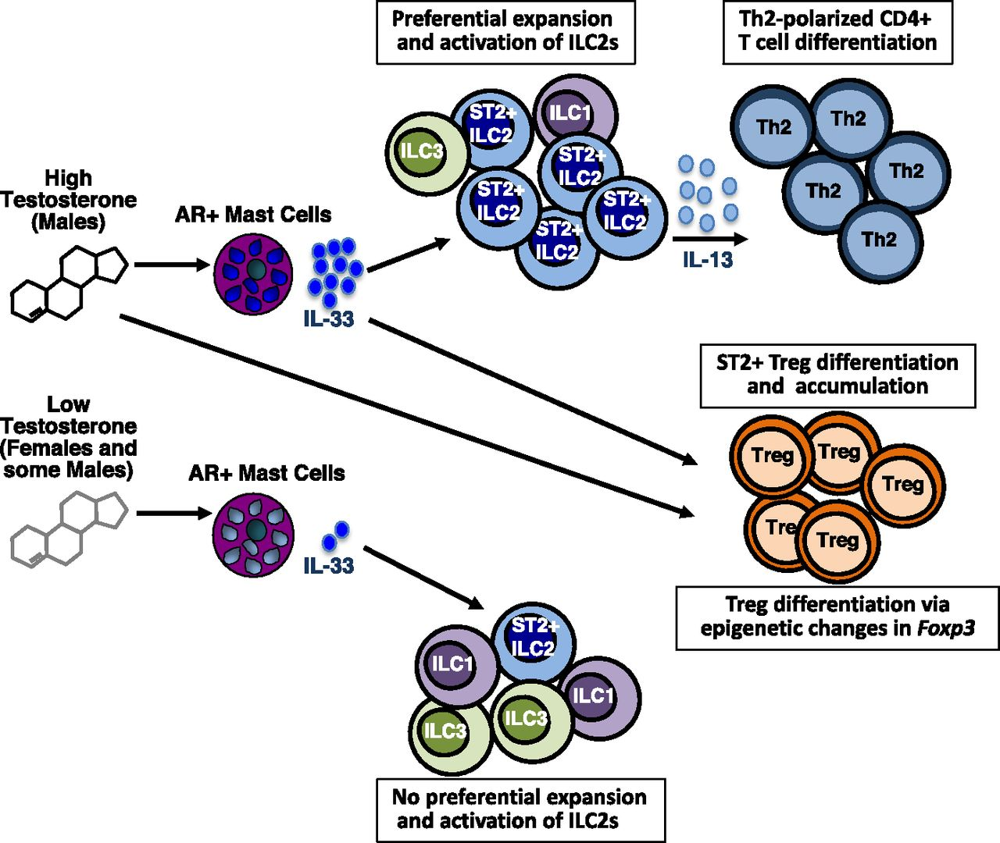 Preferential expansion
and activation of ILC2s
Th2-polarized CD4+
T cell differentiation
ST2+
ILC2
ILC1
ILC3
ST2+
ILC2
ST2+
ILC2
ST2+
ILC2
ST2+
ILC2
Th2
Th2
Th2
Th2
Th2
IL-13
High
Testosterone
(Males)
AR+ Mast Cells
IL-33
ST2+ Treg differentiation
and accumulation
Treg
Treg
Treg
Tre
Treg
Treg differentiation via
epigenetic changes in Foxp3
Low
Testosterone
(Females and
some Males)
AR+ Mast Cells
IL-33
ST2+
ILC2
ILC1
ILC1
ILC3
ILC3
No preferential expansion
and activation of ILC2s